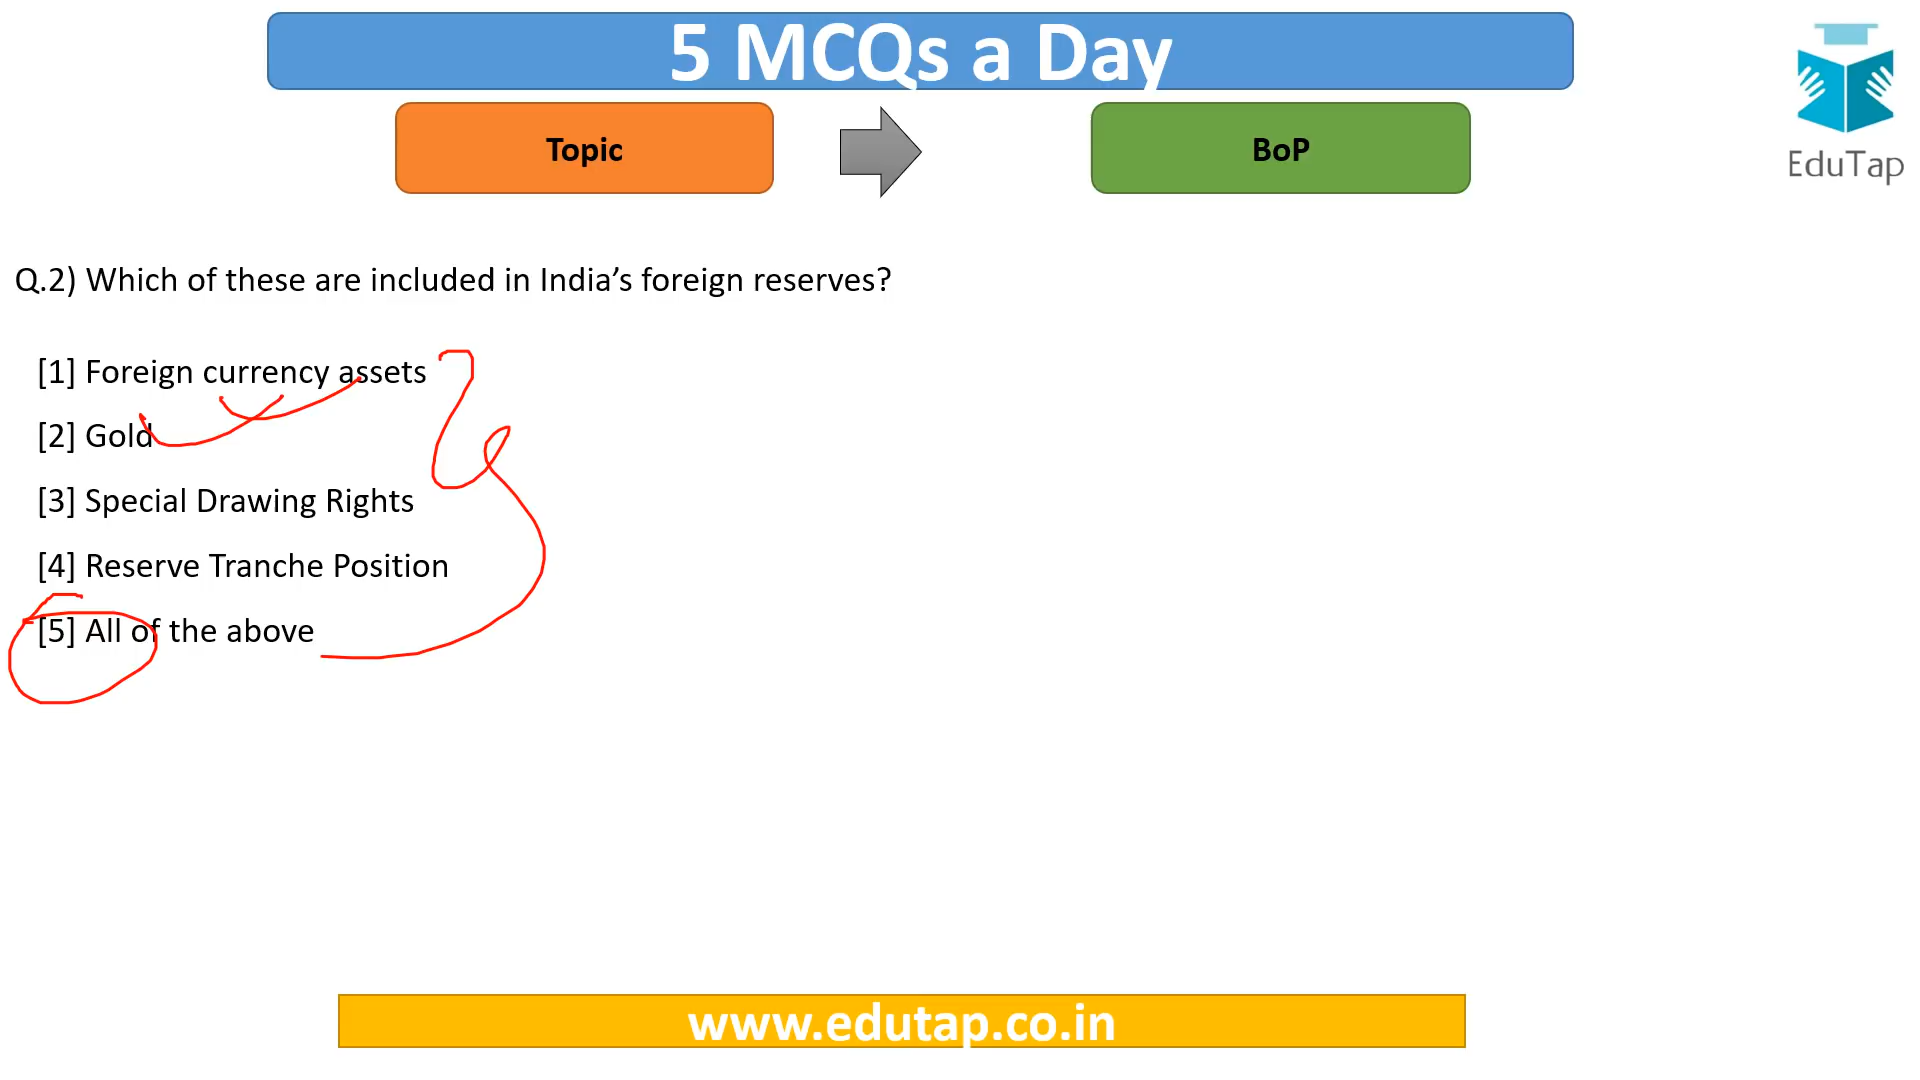 5 MCQs a Day
Topic
BoP
EduTap
Q.2) Which of these are included in India’s foreign reserves?
[1] Foreign currency assets
[2] Gold
[3] Special Drawing Rights
[4] Reserve Tranche Position
[5] All of the above
www.edutap.co.in